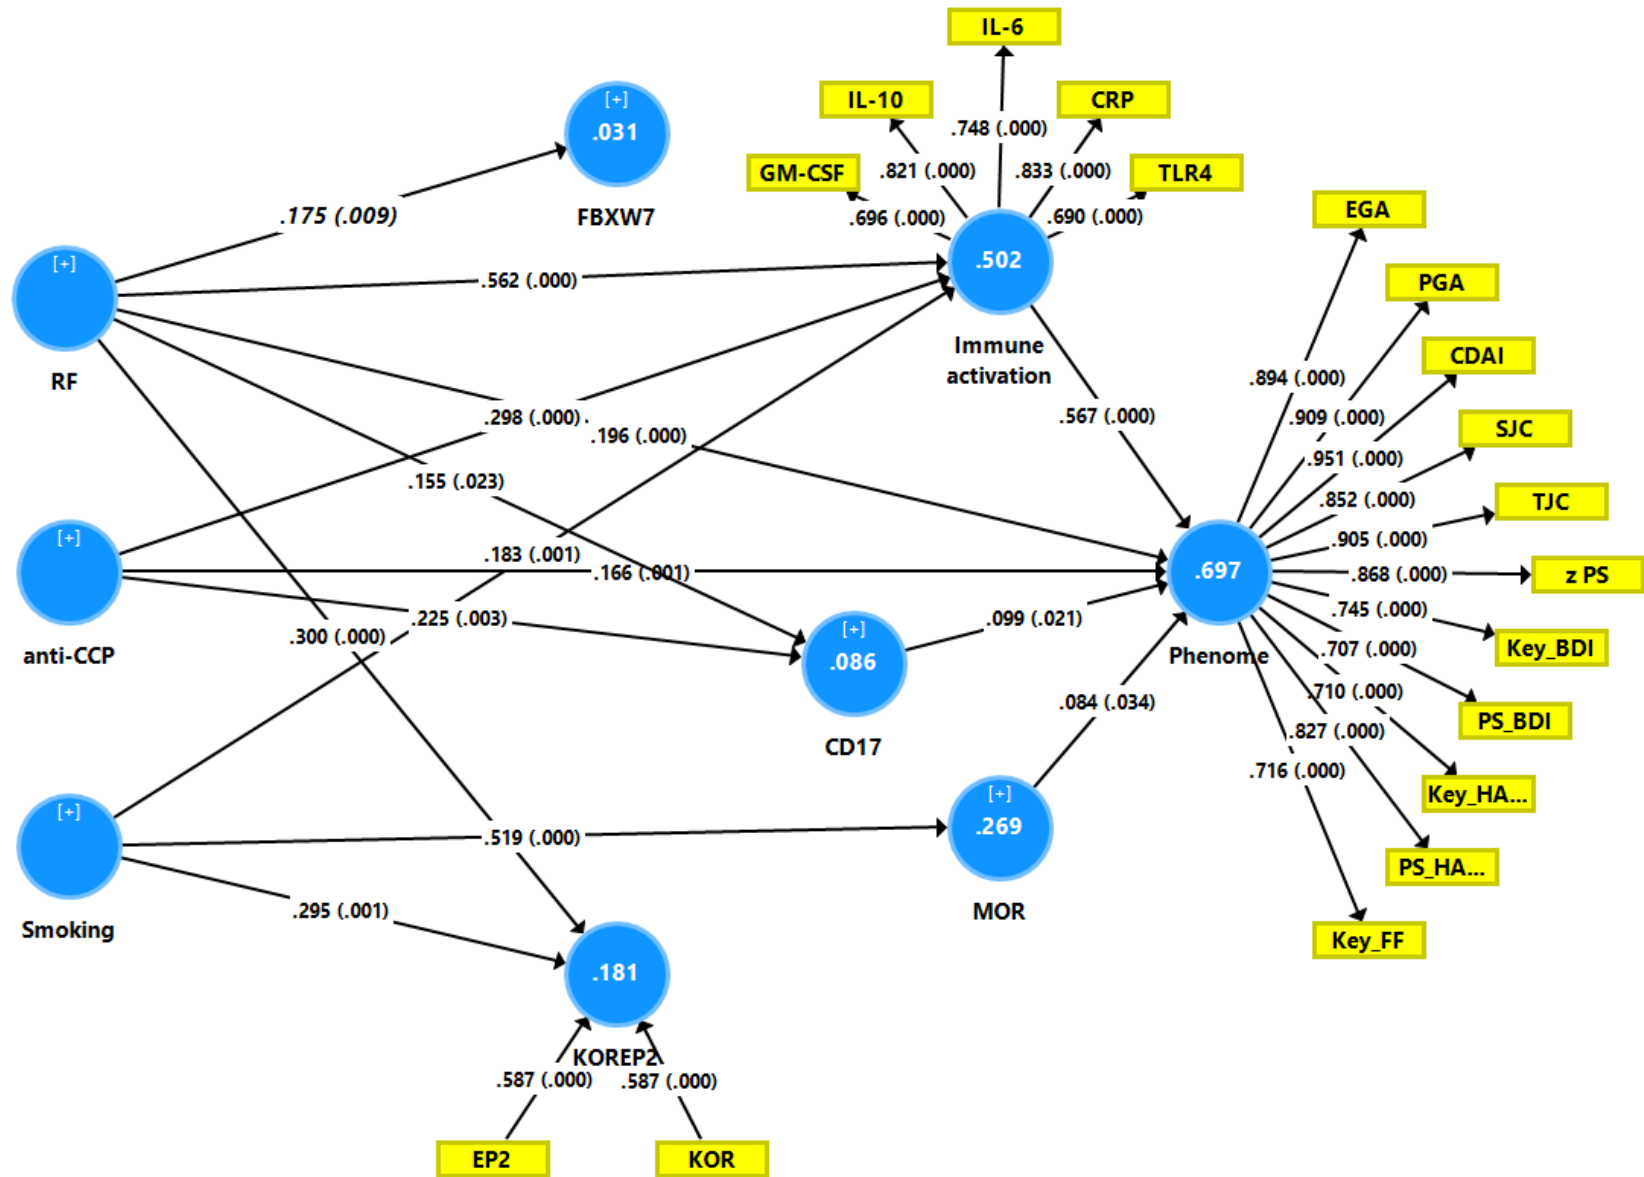 IL-6
IL-10
CRP
[+]
.031
.748 (.000)
GM-CSF
.821 (.000)
.833 (.000)
TLR4
.175 (.009)
FBXW7
.696 (.000)
.690 (.000)
EGA
[+]
RF
.562 (.000)
.502
Immune
activation
PGA
CDAI
.894 (.000)
.298 (.000)
.196 (.000)
.567 (.000)
.909 (.000)
SJC
.951 (.000)
.155 (.023)
.852 (.000)
TJC
[+]
anti-CCP
.183 (.001)
.166 (.001)
.697
Phenome
.905 (.000)
.868 (.000)
z PS
.225 (.003)
.300 (.000)
[+]
.086
CD17
.099 (.021)
.745 (.000)
Key_BDI
.707 (.000)
.084 (.034)
.710 (.000)
PS_BDI
.827 (.000)
.716 (.000)
[+]
Smoking
.519 (.000)
[+]
.269
MOR
Key_HA...
PS_HA...
.295 (.001)
Key_FF
.181
KOREP2
.587 (.000)
.587 (.000)
EP2
KOR